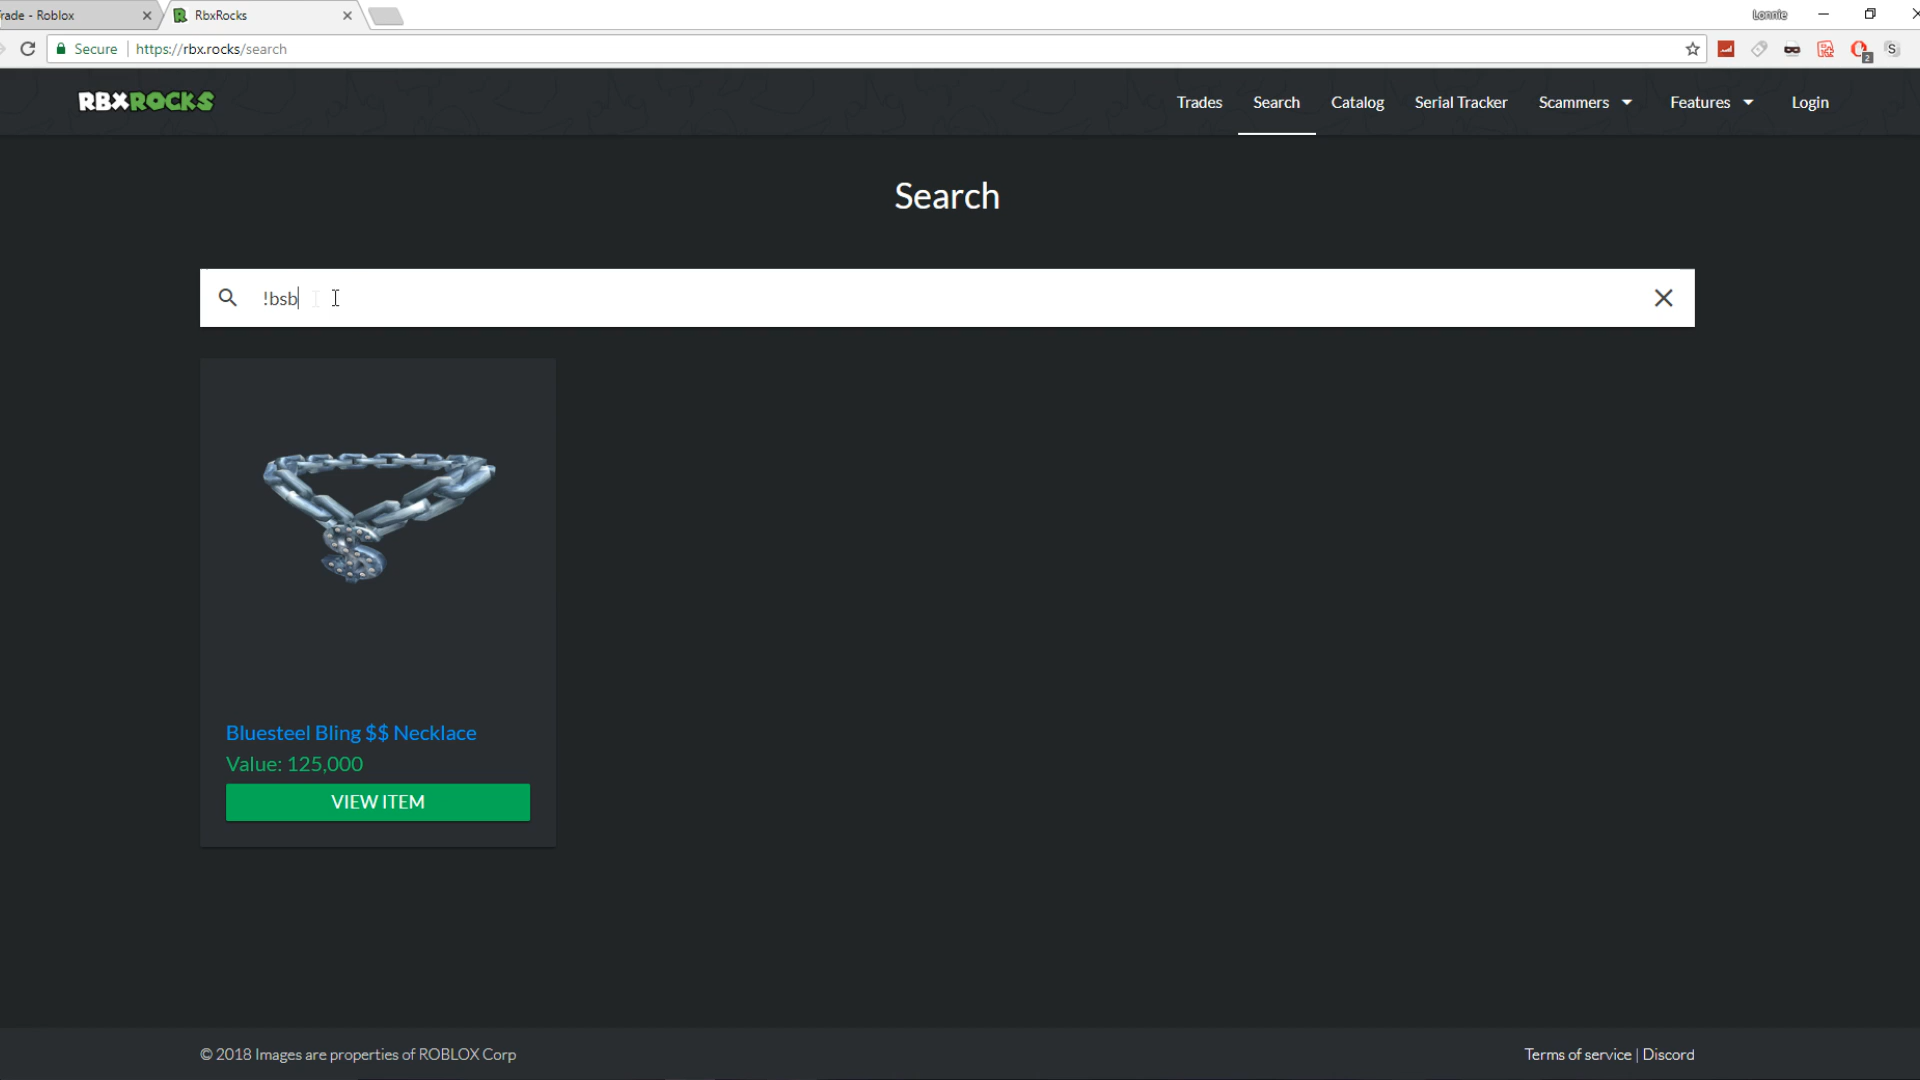 rade - Roblox
RbxRocks
Lonnie
Secure
https://rbx.rocks/search
2
S
RBXROCKS
Trades
Search
Catalog
Serial Tracker
Scammers
Features
Login
Search
!bsb
Bluesteel Bling $$ Necklace
Value: 125,000
VIEW ITEM
© 2018 Images are properties of ROBLOX Corp
Terms of service | Discord